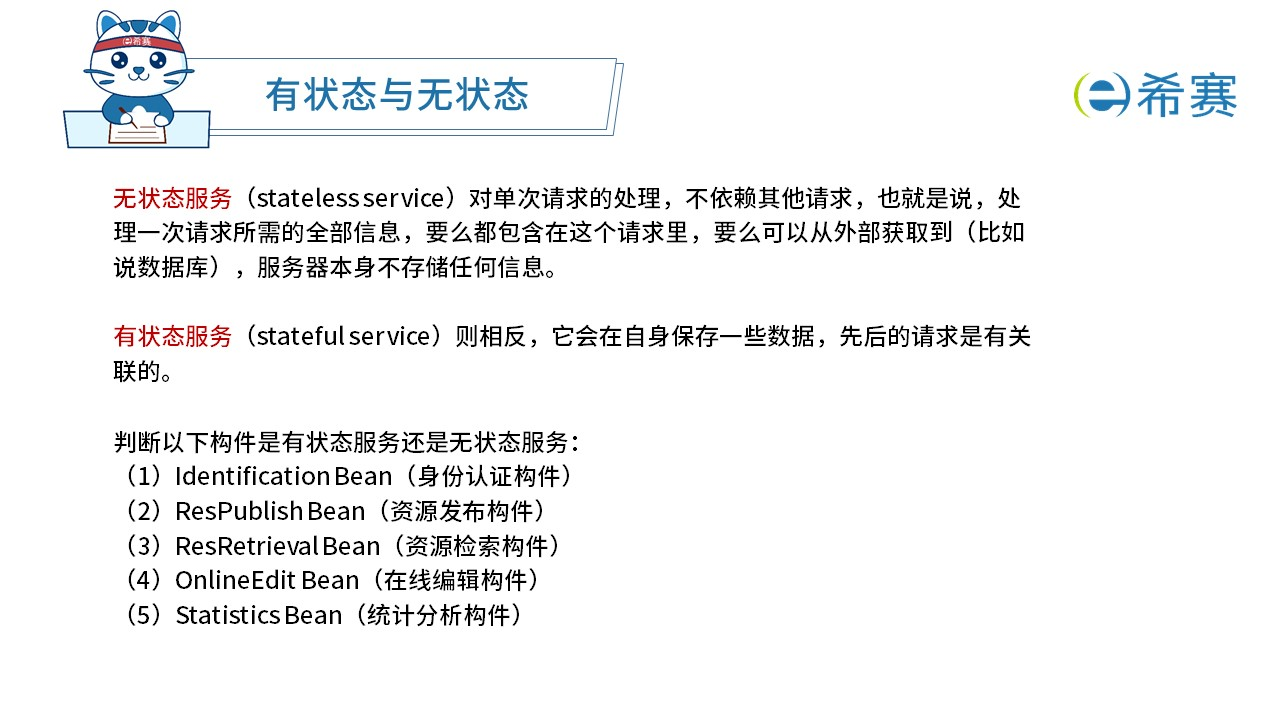 希赛
有状态与无状态
希赛
无状态服务（stateless service）对单次请求的处理，不依赖其他请求，也就是说，处
理一次请求所需的全部信息，要么都包含在这个请求里，要么可以从外部获取到（比如
说数据库），服务器本身不存储任何信息。
有状态服务（stateful service）则相反，它会在自身保存一些数据，先后的请求是有关
联的。
判断以下构件是有状态服务还是无状态服务：
（1）Identification Bean（身份认证构件）
（2）ResPublish Bean（资源发布构件）
（3）ResRetrieval Bean（资源检索构件）
（4）OnlineEdit Bean（在线编辑构件）
（5）Statistics Bean（统计分析构件）